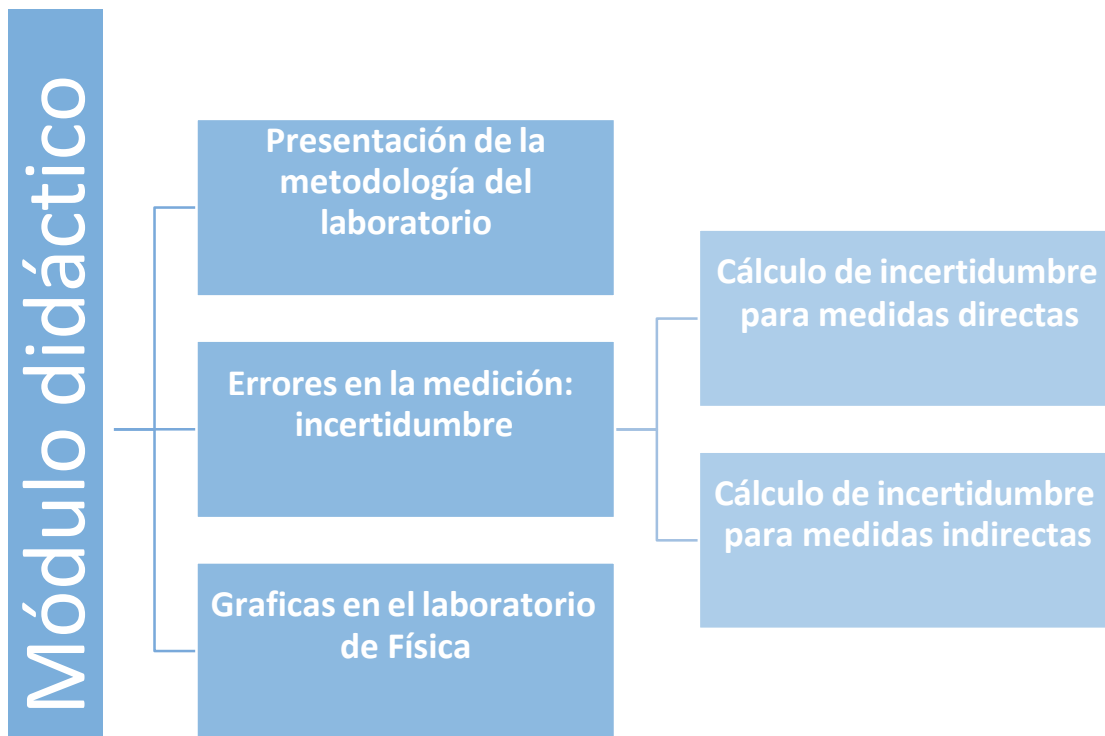 Módulo didáctico
Presentación de la
metodología del
laboratorio
Errores en la medición:
incertidumbre
Graficas en el laboratorio
de Física
Cálculo de incertidumbre
para medidas directas
Cálculo de incertidumbre
para medidas indirectas